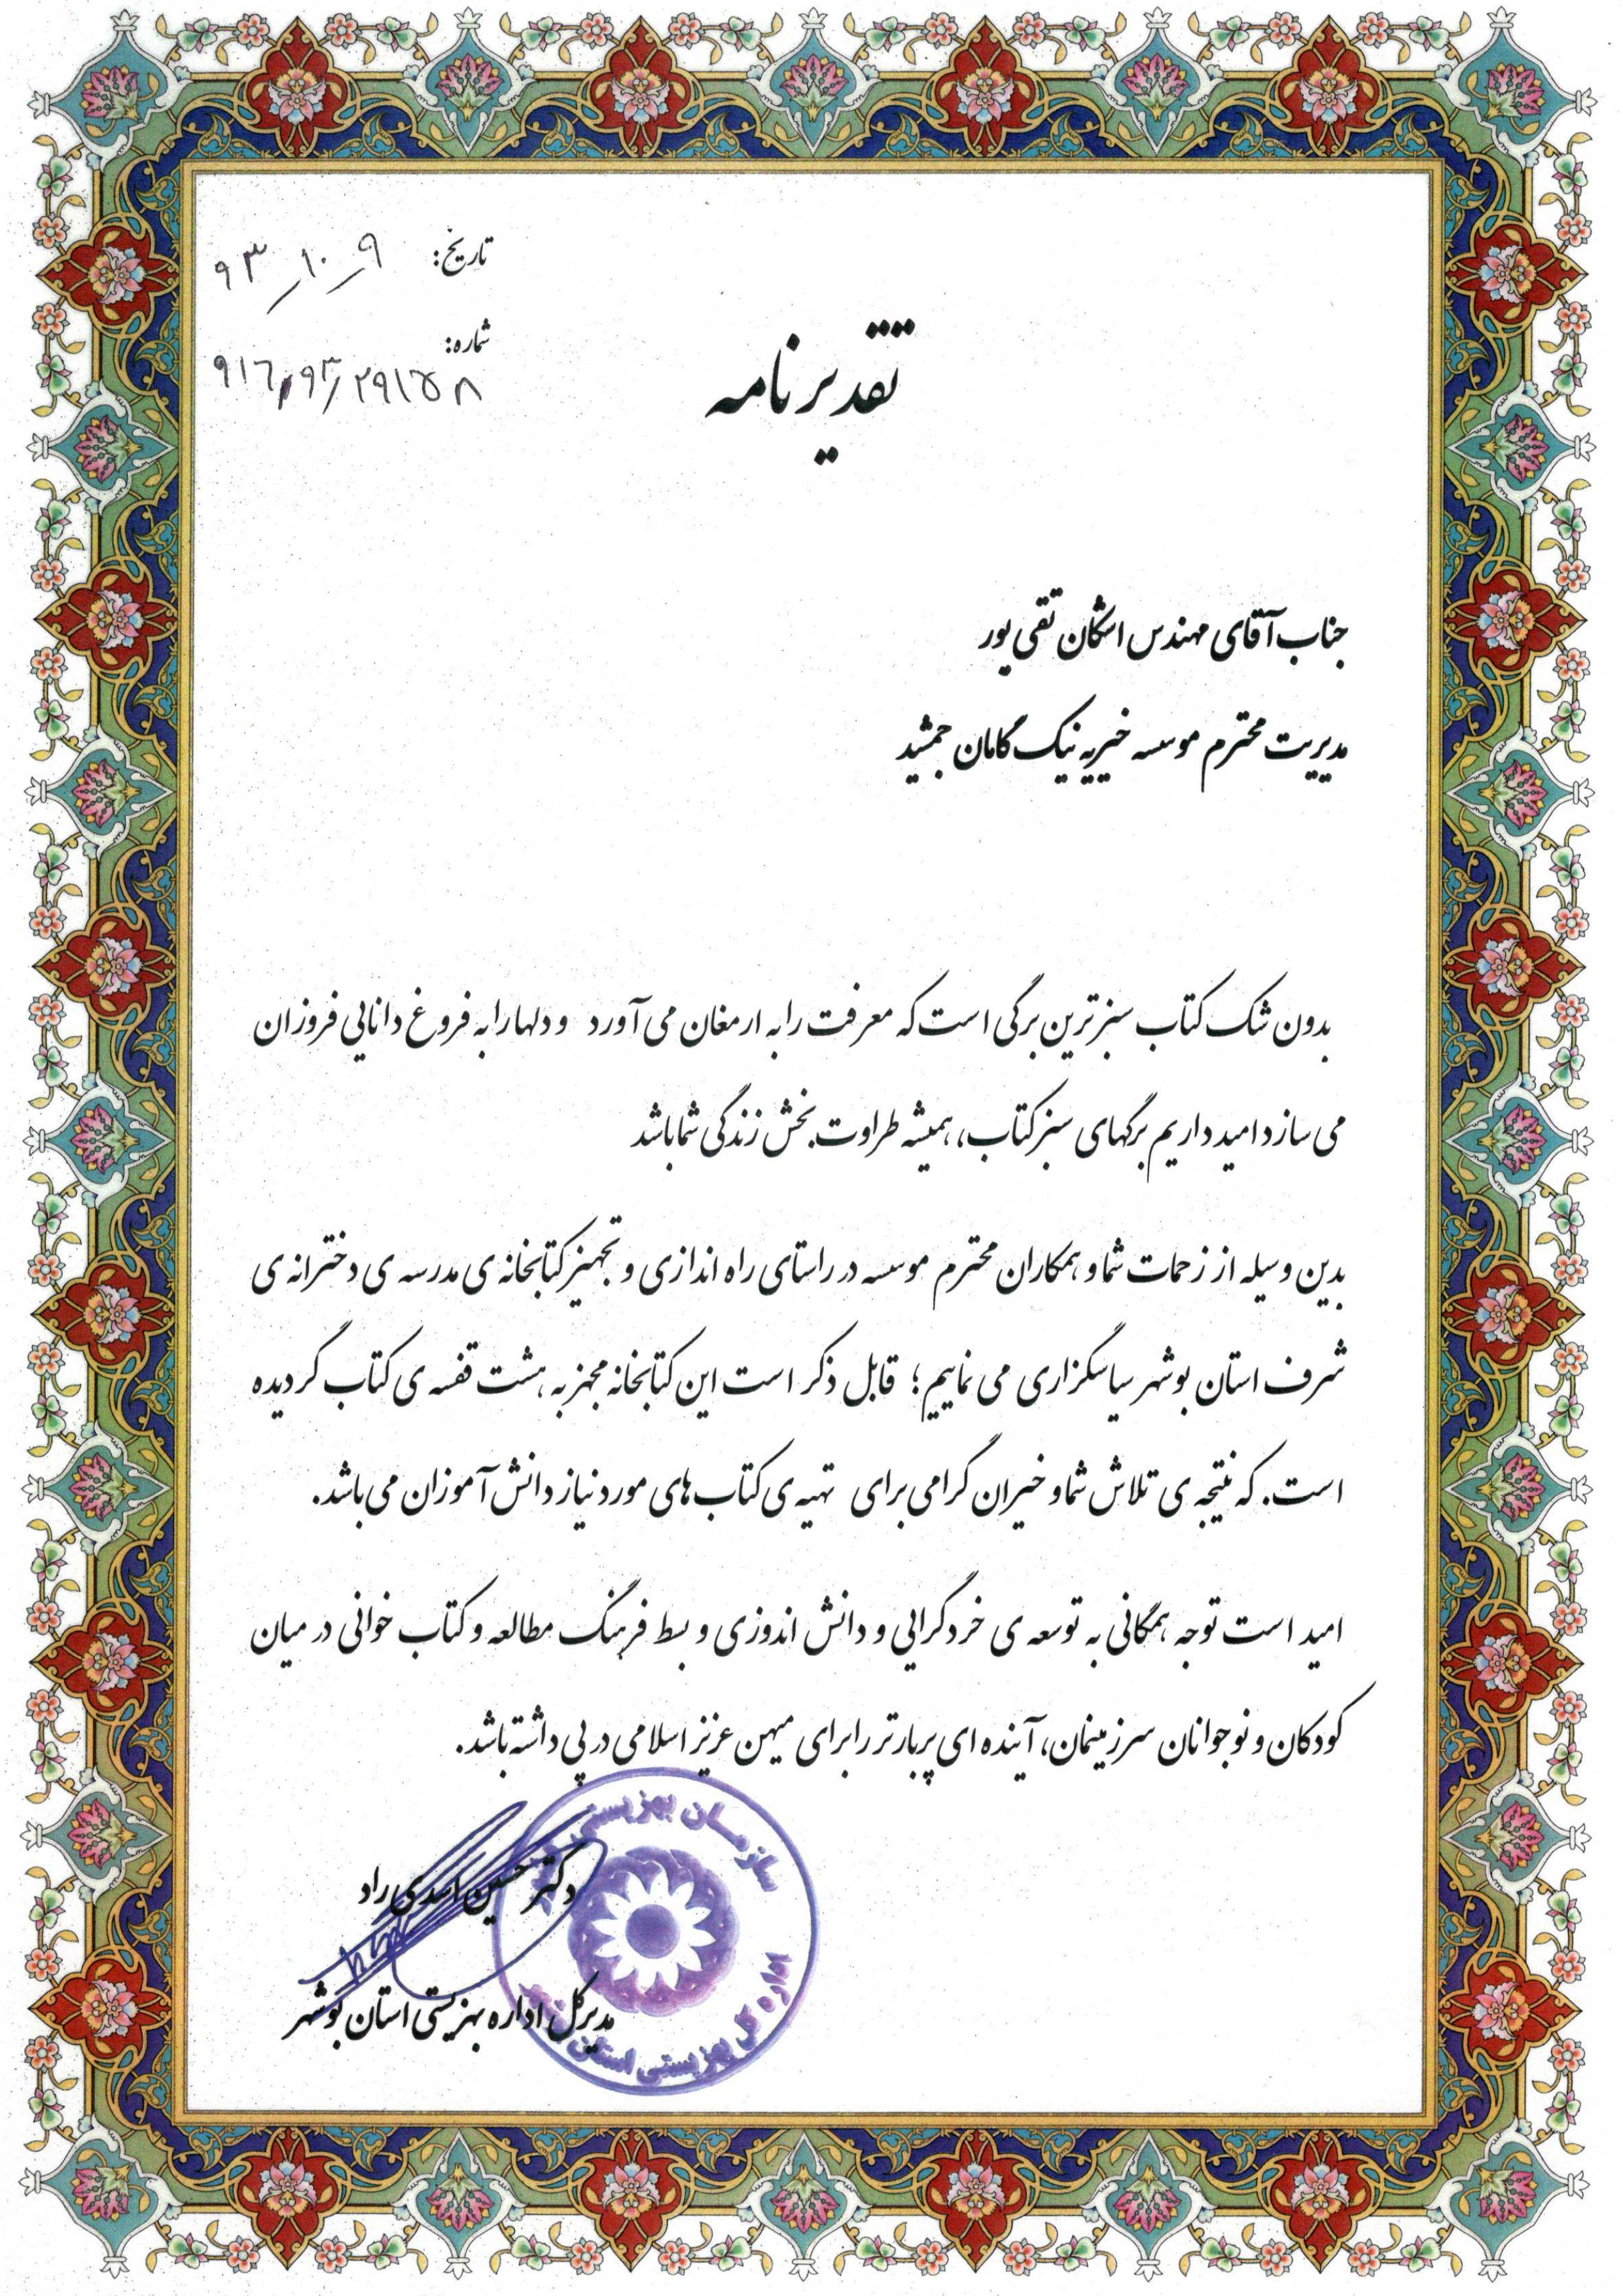 تاریخ: ۹_۱۰_۹۳
شماره:
تقدیرنامه
جناب آقای مهندس اشکان تقی پور
مدیریت محترم موسسه خیریه نیک گامان جمشید
بدون شک کتاب سبزترین برگی است که معرفت را به ارمغان می آورد و دلها را به فروغ دانایی فروزان
می سازد امید داریم برگهای سبز کتاب، همیشه طراوت بخش زندگی شما باشد
بدین وسیله از زحمات شما و همکاران محترم موسسه در راستای راه اندازی و تجهیز کتابخانه ی مدرسه ی دخترانه ی
شرف استان بوشهر سپاسگزاری می نماییم؛ قابل ذکر است این کتابخانه مجهز به هشت قفسه ی کتاب گردیده
است. که نتیجه ی تلاش شما و خیران گرامی برای تهیه ی کتاب های مورد نیاز دانش آموزان می باشد.
امید است توجه همگانی به توسعه ی خردگرایی و دانش اندوزی و بسط فرهنگ مطالعه و کتاب خوانی در میان
کودکان و نوجوانان سرزمینمان، آینده ای پربارتر را برای میهن عزیز اسلامی در پی داشته باشد.
سازمان بهزیستی
دکتر حسین اسدی راد
مدیرکل اداره بهزیستی استان بوشهر
اداره کل بهزیستی استان